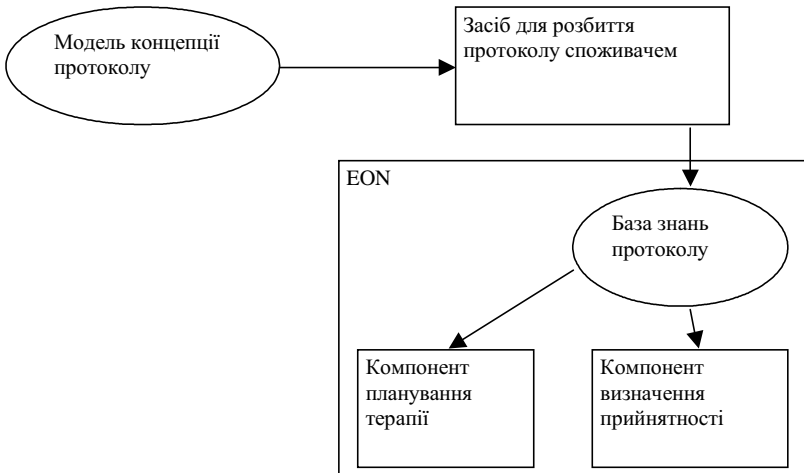 Модель концепції
протоколу
Засіб для розбиття
протоколу споживачем
EON
База знань
протоколу
Компонент
планування
терапії
Компонент
визначення
прийнятності